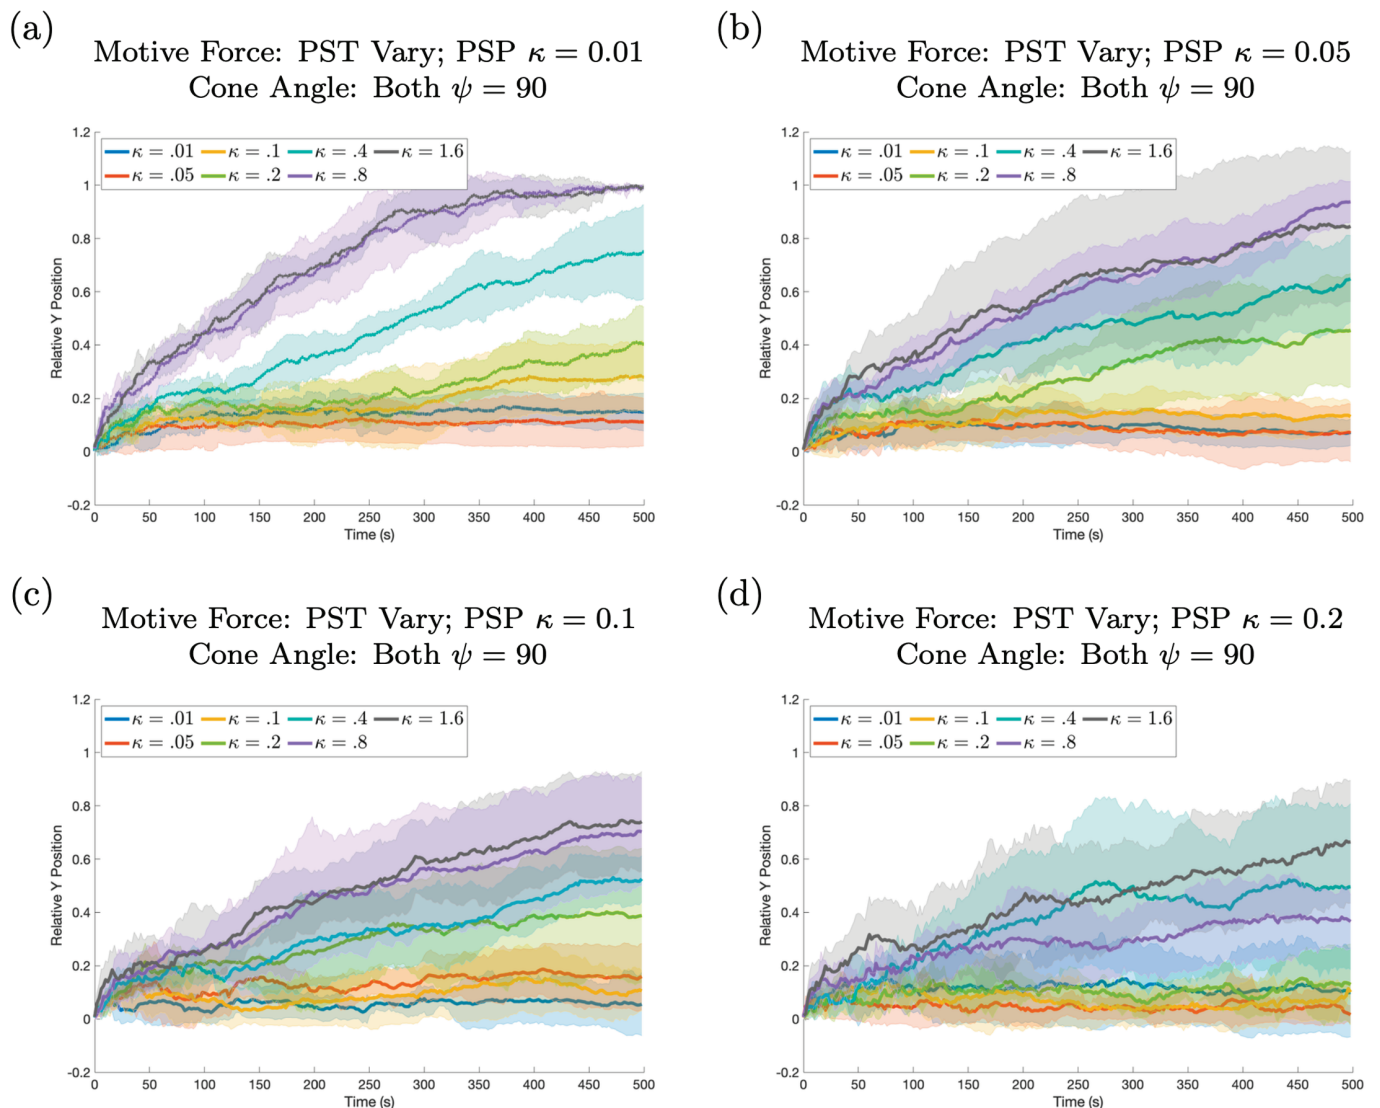 (a)
Motive Force: PST Vary; PSP κ = 0.01
Cone Angle: Both ψ = 90
1.2
1
0.8
0.6
0.4
0.2
0
-0.2
Relative Y Position
κ = .01 κ = .1 κ = .4 κ = 1.6
κ = .05 κ = .2 κ = .8
0 50 100 150 200 250 300 350 400 450 500
Time (s)
(b)
Motive Force: PST Vary; PSP κ = 0.05
Cone Angle: Both ψ = 90
1.2
1
0.8
0.6
0.4
0.2
0
-0.2
Relative Y Position
κ = .01 κ = .1 κ = .4 κ = 1.6
κ = .05 κ = .2 κ = .8
0 50 100 150 200 250 300 350 400 450 500
Time (s)
(c)
Motive Force: PST Vary; PSP κ = 0.1
Cone Angle: Both ψ = 90
1.2
1
0.8
0.6
0.4
0.2
0
-0.2
Relative Y Position
κ = .01 κ = .1 κ = .4 κ = 1.6
κ = .05 κ = .2 κ = .8
0 50 100 150 200 250 300 350 400 450 500
Time (s)
(d)
Motive Force: PST Vary; PSP κ = 0.2
Cone Angle: Both ψ = 90
1.2
1
0.8
0.6
0.4
0.2
0
-0.2
Relative Y Position
κ = .01 κ = .1 κ = .4 κ = 1.6
κ = .05 κ = .2 κ = .8
0 50 100 150 200 250 300 350 400 450 500
Time (s)